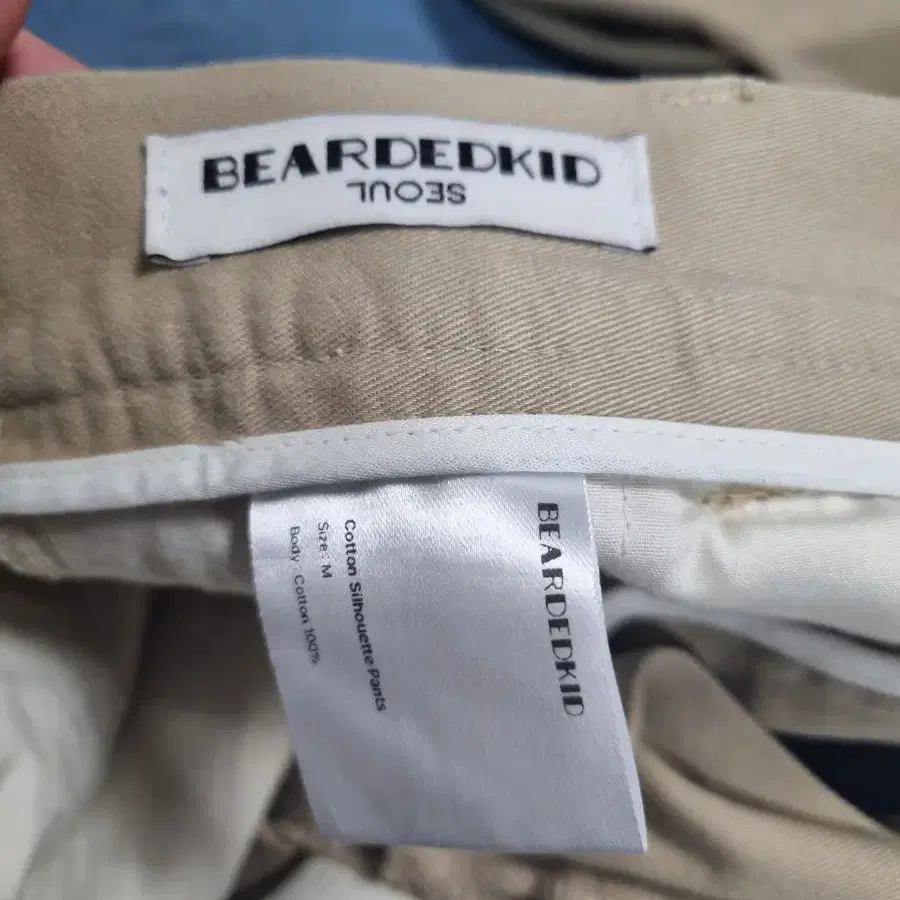 BEARDEDKID
SEOUL
BEARDEDKID
Cotton Silhouette Pants
Size : M
Body : Cotton 100%